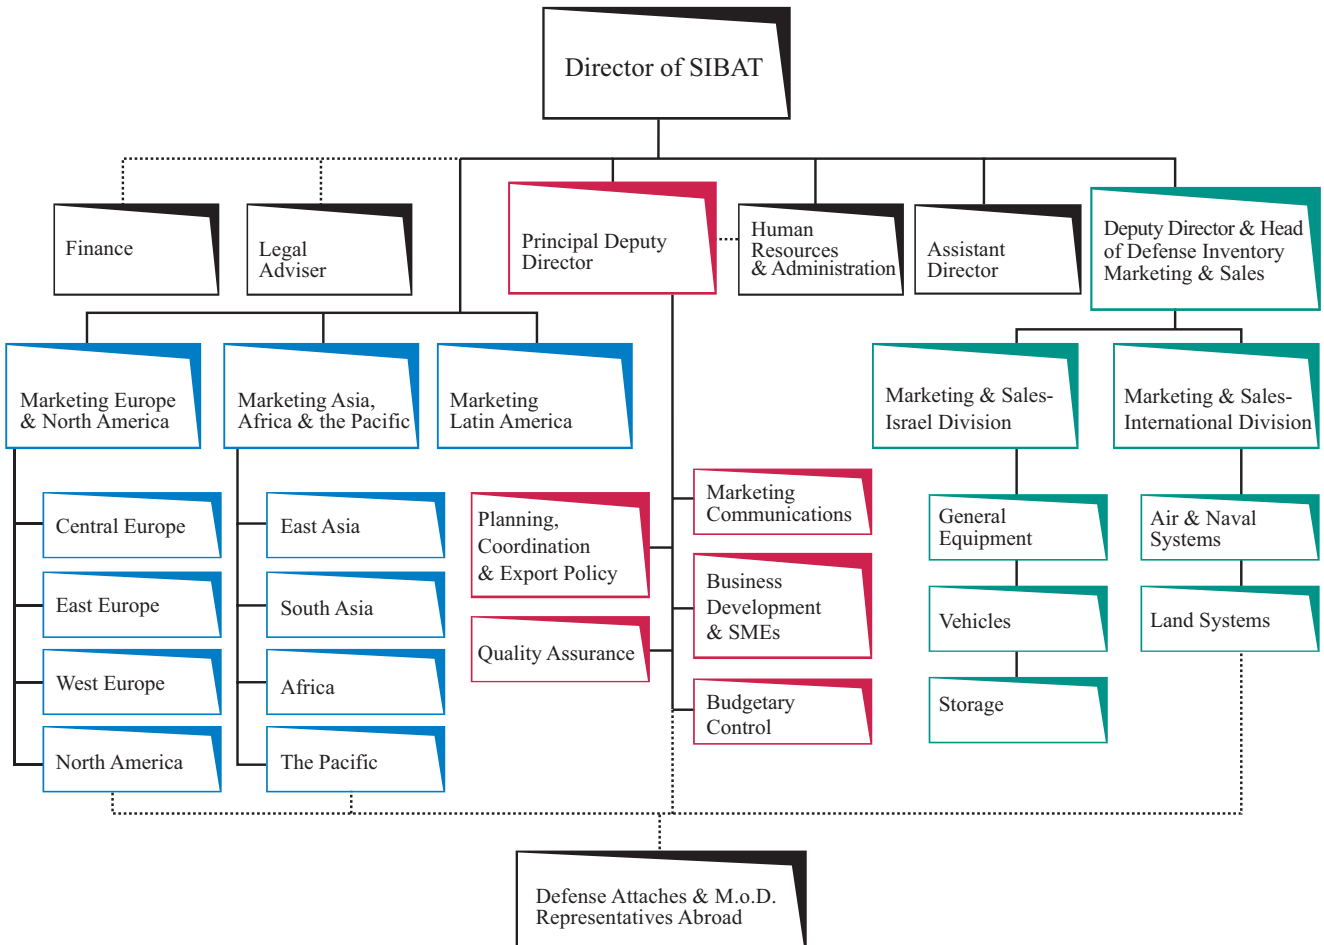 Director of SIBAT
Finance
Legal
Adviser
Principal Deputy
Director
Human
Resources
& Administration
Assistant
Director
Deputy Director & Head
of Defense Inventory
Marketing & Sales
Marketing Europe
& North America
Marketing Asia,
Africa & the Pacific
Marketing
Latin America
Marketing & Sales-
Israel Division
Marketing & Sales-
International Division
Central Europe
East Europe
West Europe
North America
East Asia
South Asia
Africa
The Pacific
Planning,
Coordination
& Export Policy
Quality Assurance
Marketing
Communications
Business
Development
& SMEs
Budgetary
Control
General
Equipment
Vehicles
Storage
Air & Naval
Systems
Land Systems
Defense Attaches & M.o.D.
Representatives Abroad